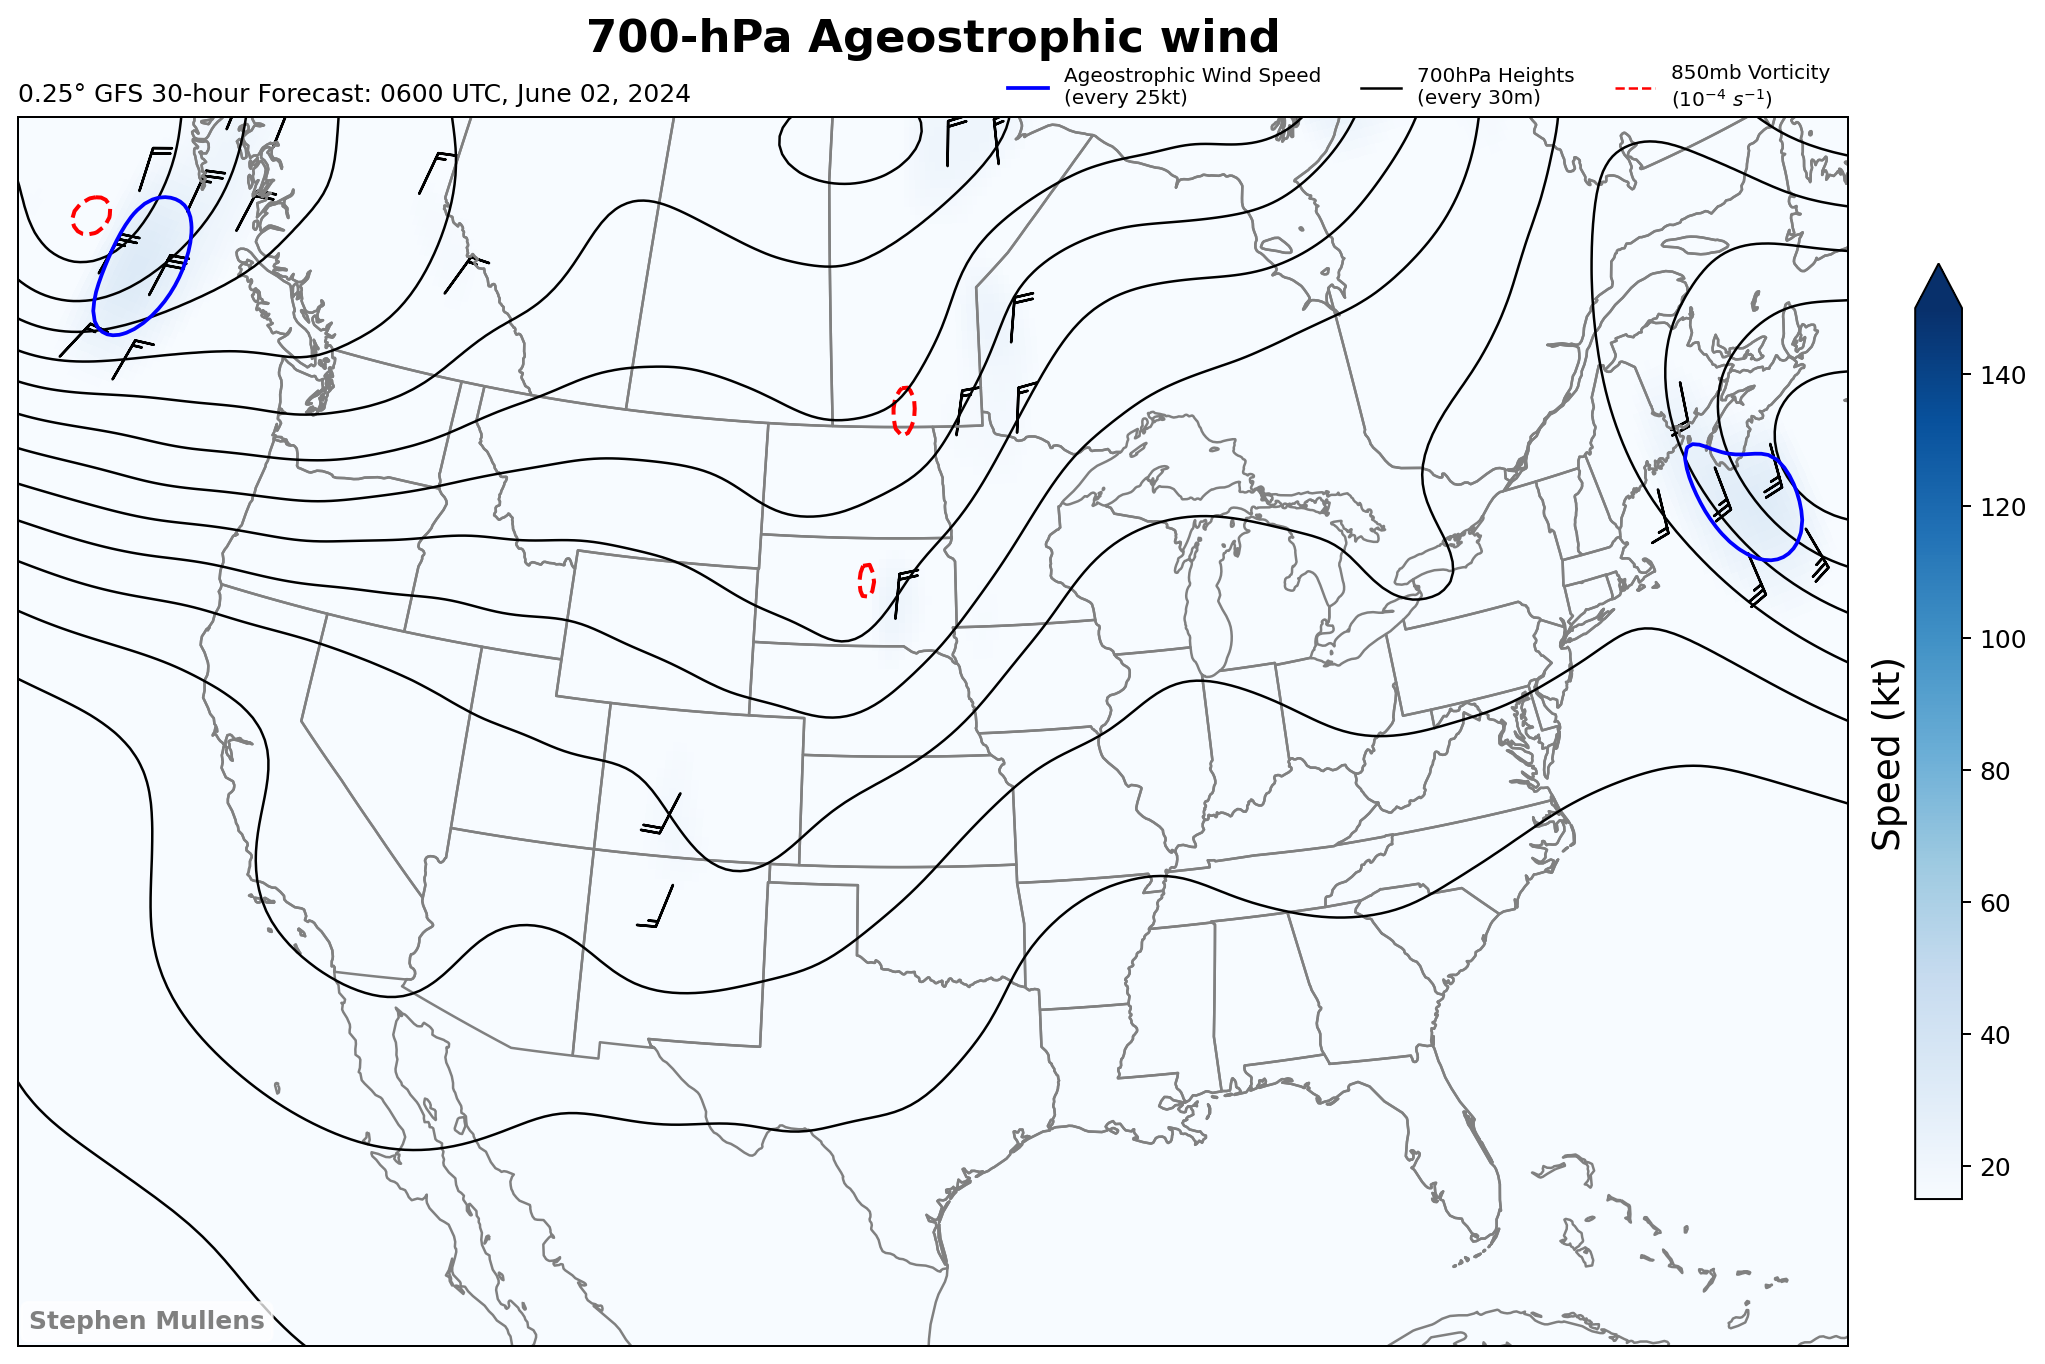 700-hPa Ageostrophic wind
0.25° GFS 30-hour Forecast: 0600 UTC, June 02, 2024
Ageostrophic Wind Speed
(every 25kt)
700hPa Heights
(every 30m)
850mb Vorticity
(10⁻⁴ s⁻¹)
140
120
100
80
60
40
20
Speed (kt)
Stephen Mullens